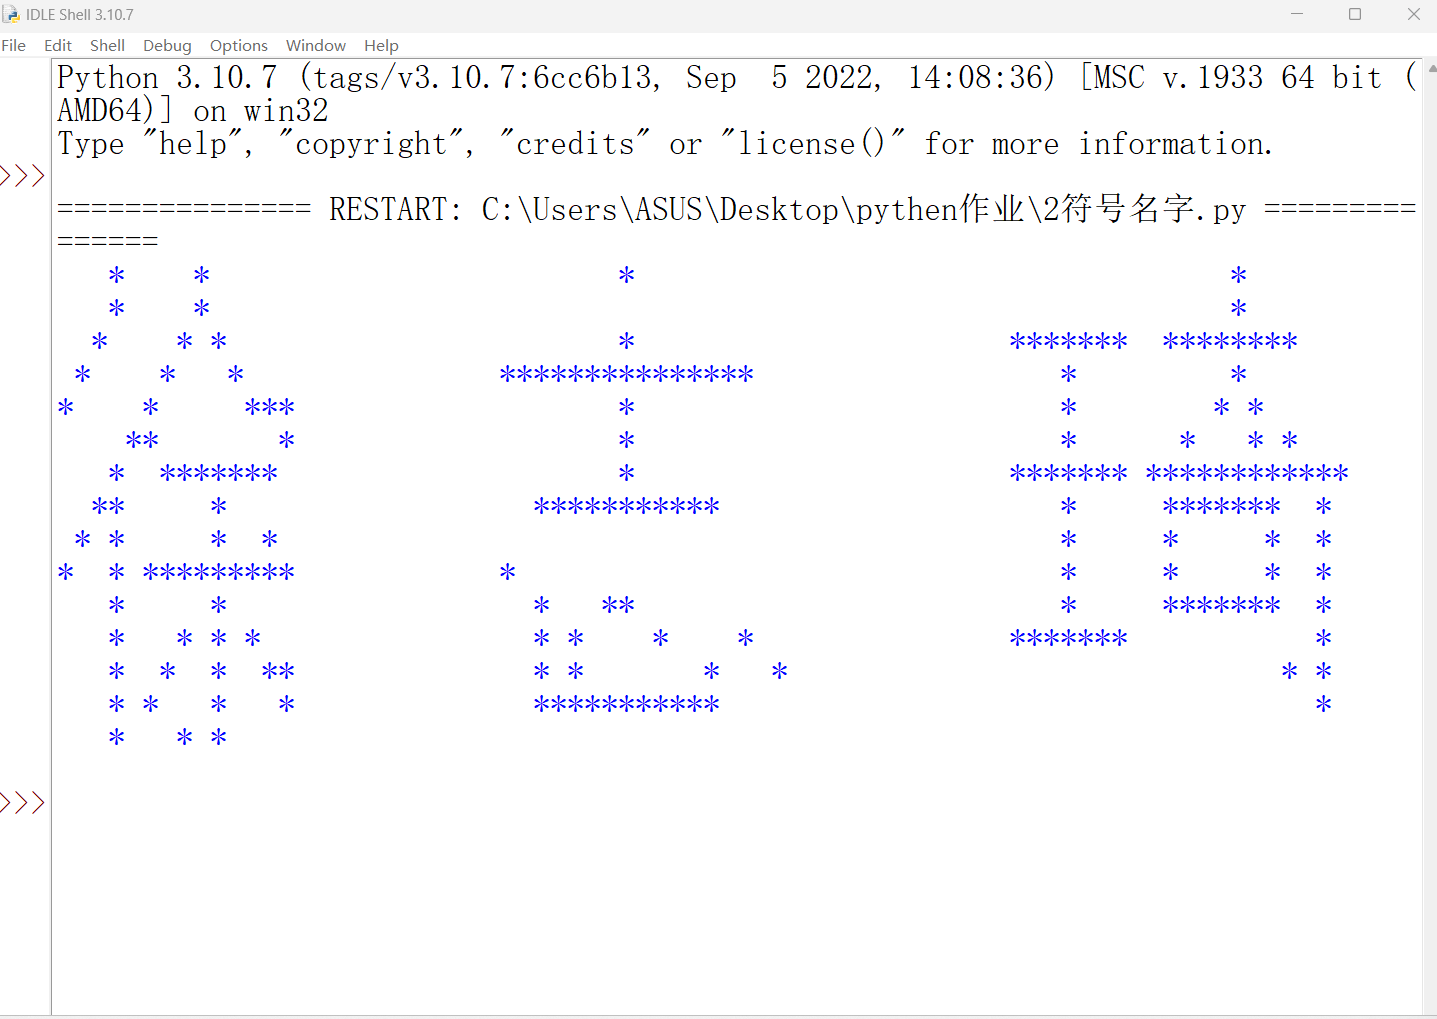 IDLE Shell 3.10.7
File Edit Shell Debug Options Window Help
Python 3.10.7 (tags/v3.10.7:6cc6b13, Sep  5 2022, 14:08:36) [MSC v.1933 64 bit (
AMD64)] on win32
Type "help", "copyright", "credits" or "license()" for more information.
>>>
=============== RESTART: C:\Users\ASUS\Desktop\pythen作业\2符号名字.py =========
======
   *    *                        *                                   *
   *    *                                                            *
  *    * *                       *                      *******  ********
 *    *   *               ***************                  *         *
*    *     ***                   *                         *        * *
    **       *                   *                         *      *   * *
   *  *******                    *                      ******* ************
  **     *                  ***********                    *     *******  *
 * *     *  *                                              *     *     *  *
*  * *********            *                                *     *     *  *
   *     *                  *   **                         *     *******  *
   *   * * *                * *    *    *               *******           *
   *  *  *  **              * *       *   *                             * *
   * *   *   *              ***********                                   *
   *   * *
>>>